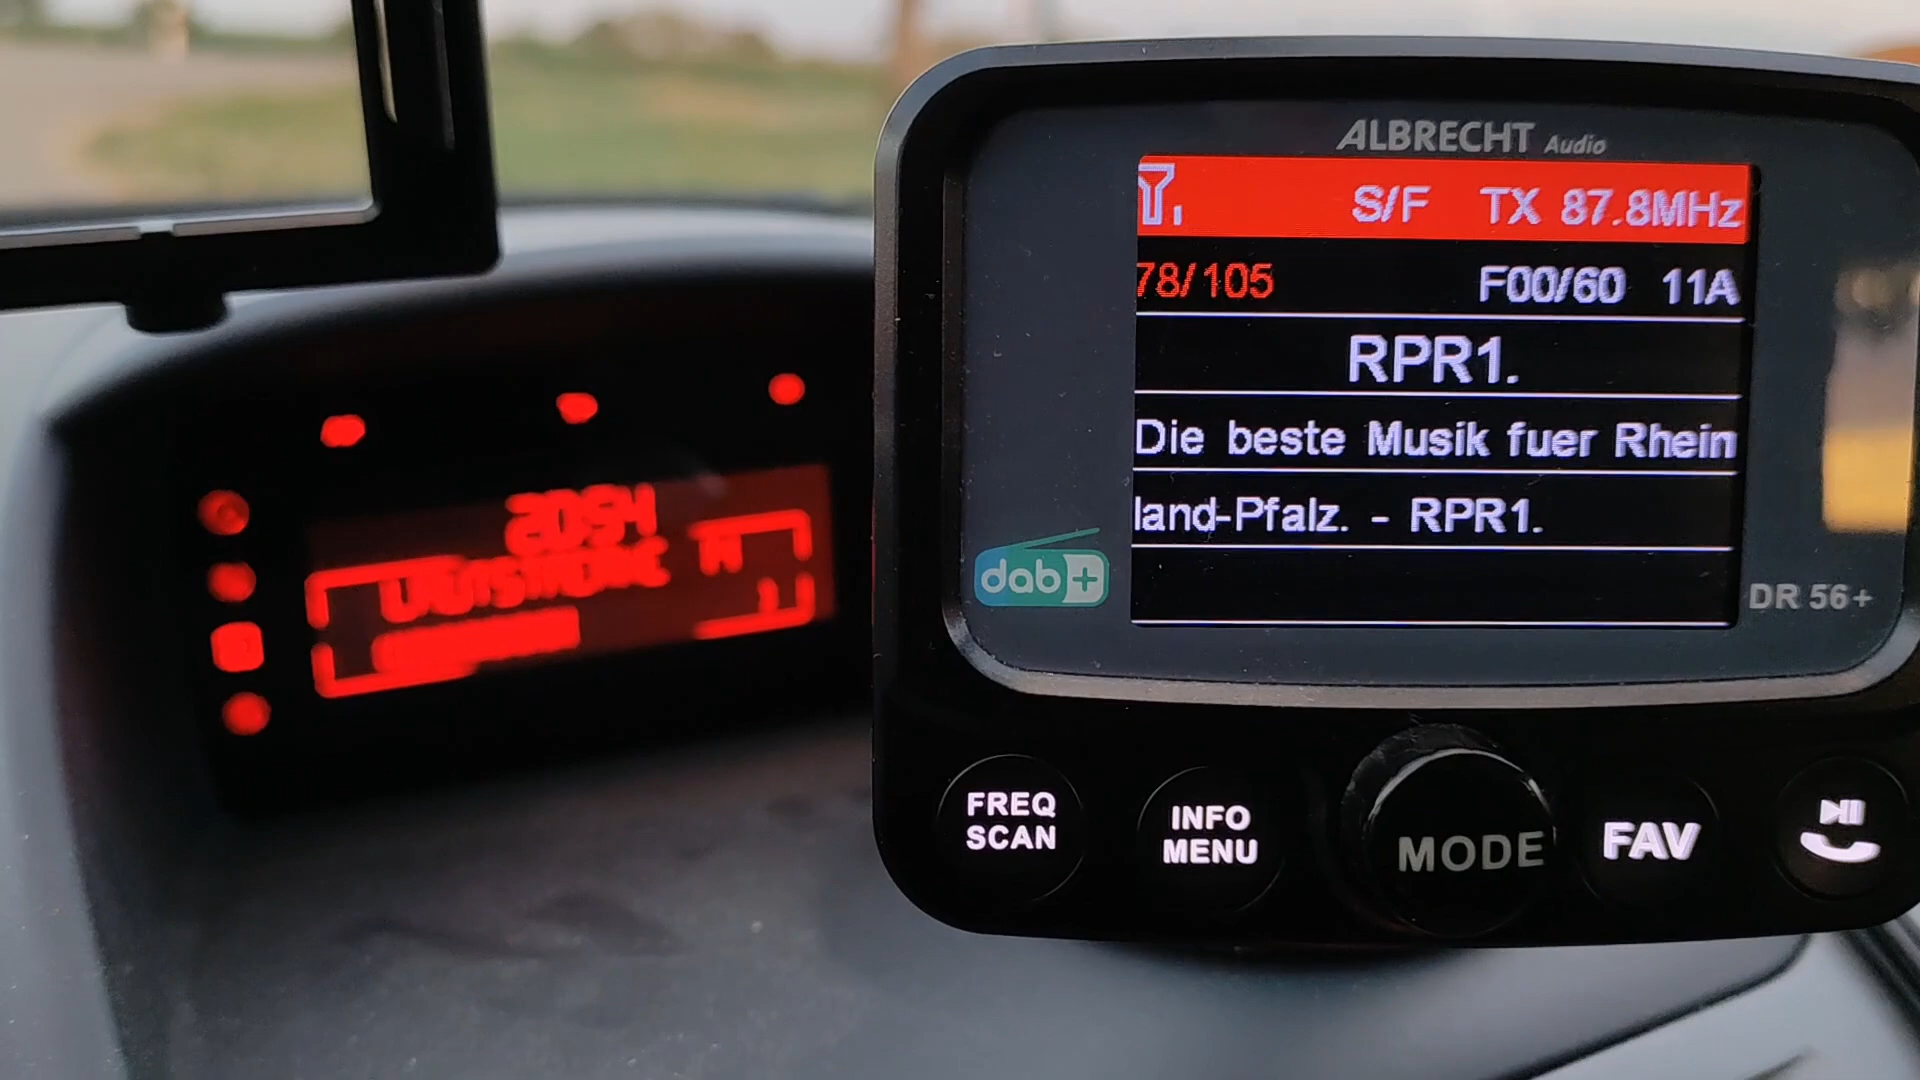 ALBRECHT Audio
S/F TX 87.8MHz
78/105 F00/60 11A
RPR1.
Die beste Musik fuer Rhein
land-Pfalz. - RPR1.
dab+
DR 56+
FREQ
SCAN
INFO
MENU
MODE
FAV